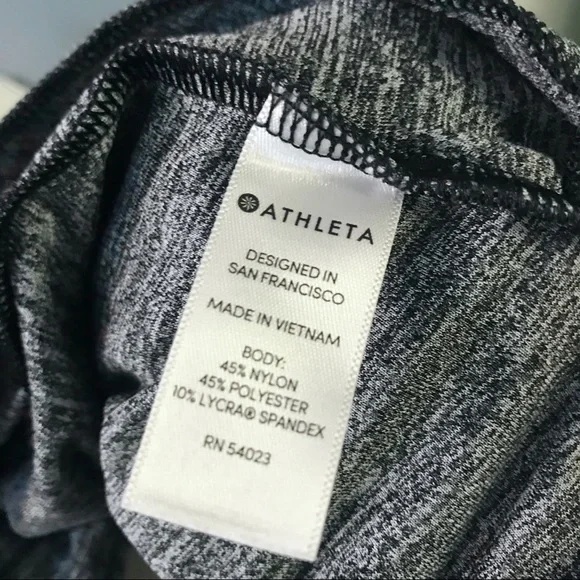 ATHLETA
DESIGNED IN
SAN FRANCISCO
MADE IN VIETNAM
BODY:
45% NYLON
45% POLYESTER
10% LYCRA® SPANDEX
RN 54023